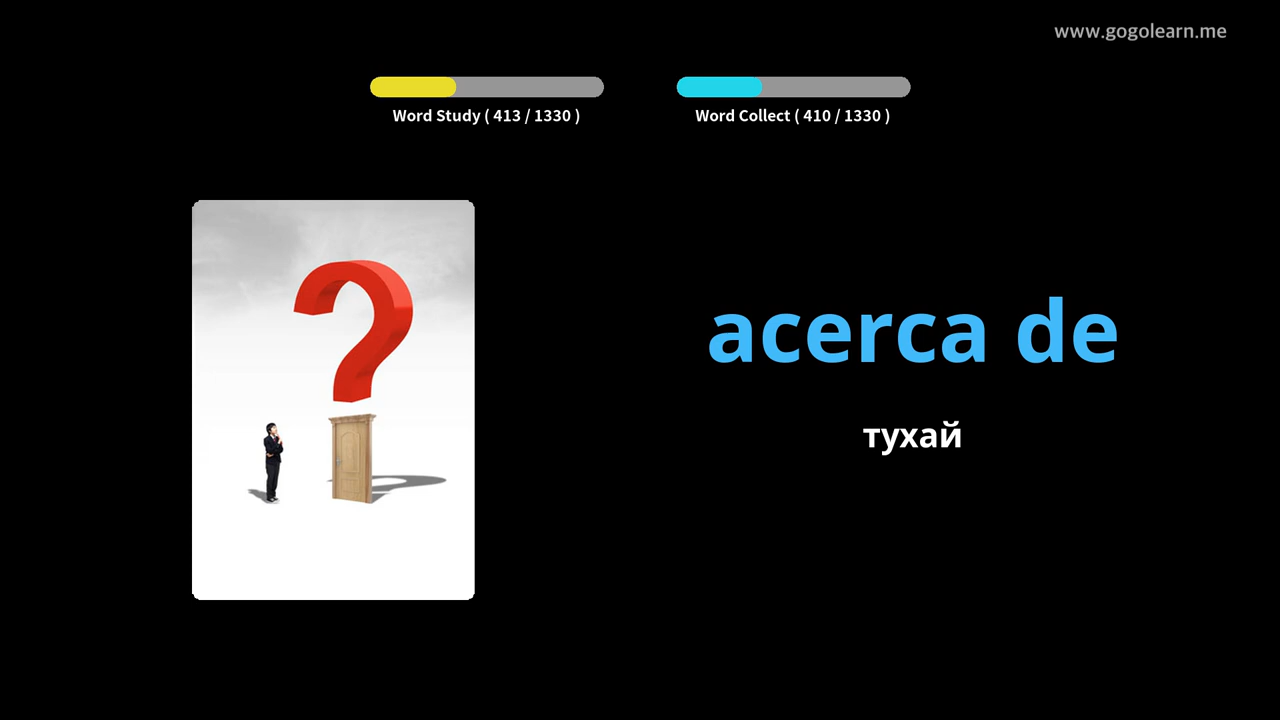 www.gogolearn.me
Word Study ( 413 / 1330 )
Word Collect ( 410 / 1330 )
acerca de
тухай